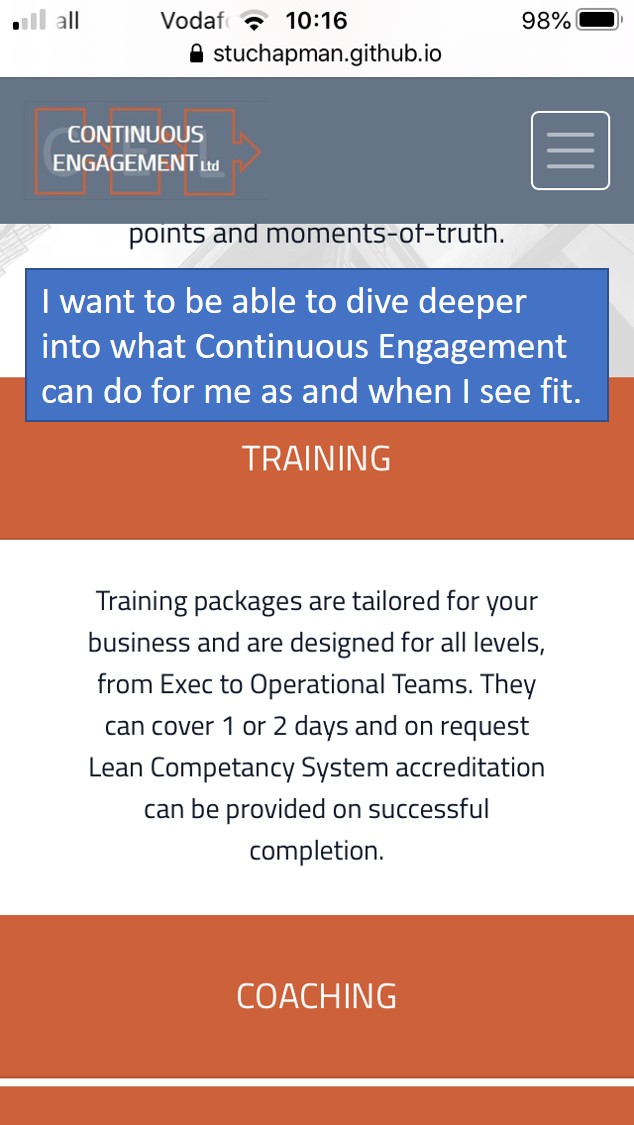 all Vodaf 10:16 98%
stuchapman.github.io
CEL
CONTINUOUS
ENGAGEMENT Ltd
points and moments-of-truth.
I want to be able to dive deeper
into what Continuous Engagement
can do for me as and when I see fit.
TRAINING
Training packages are tailored for your
business and are designed for all levels,
from Exec to Operational Teams. They
can cover 1 or 2 days and on request
Lean Competancy System accreditation
can be provided on successful
completion.
COACHING